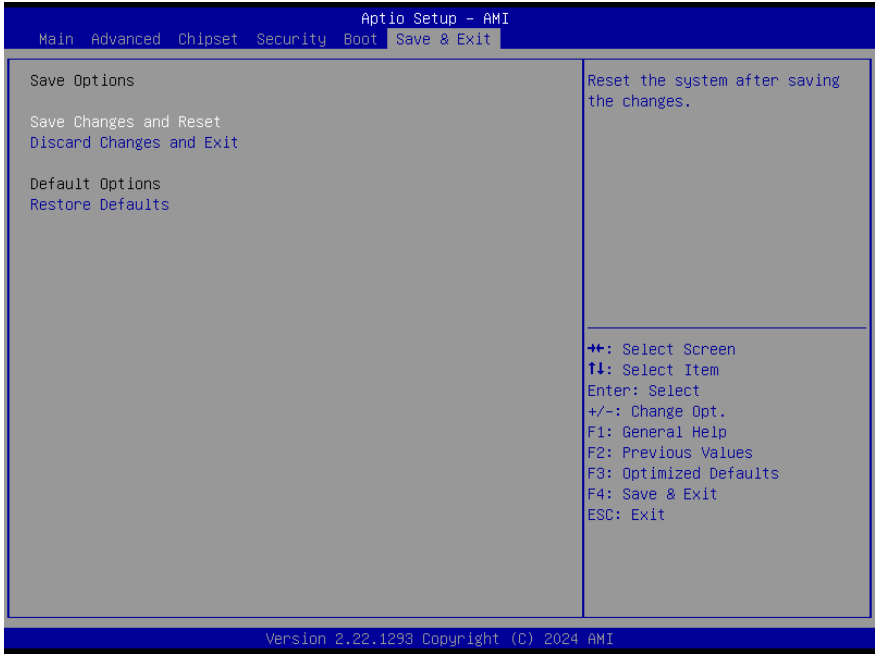 Aptio Setup – AMI
Main Advanced Chipset Security Boot Save & Exit
Save Options
Save Changes and Reset
Discard Changes and Exit
Default Options
Restore Defaults
Reset the system after saving
the changes.
→←: Select Screen
↑↓: Select Item
Enter: Select
+/-: Change Opt.
F1: General Help
F2: Previous Values
F3: Optimized Defaults
F4: Save & Exit
ESC: Exit
Version 2.22.1293 Copyright (C) 2024 AMI